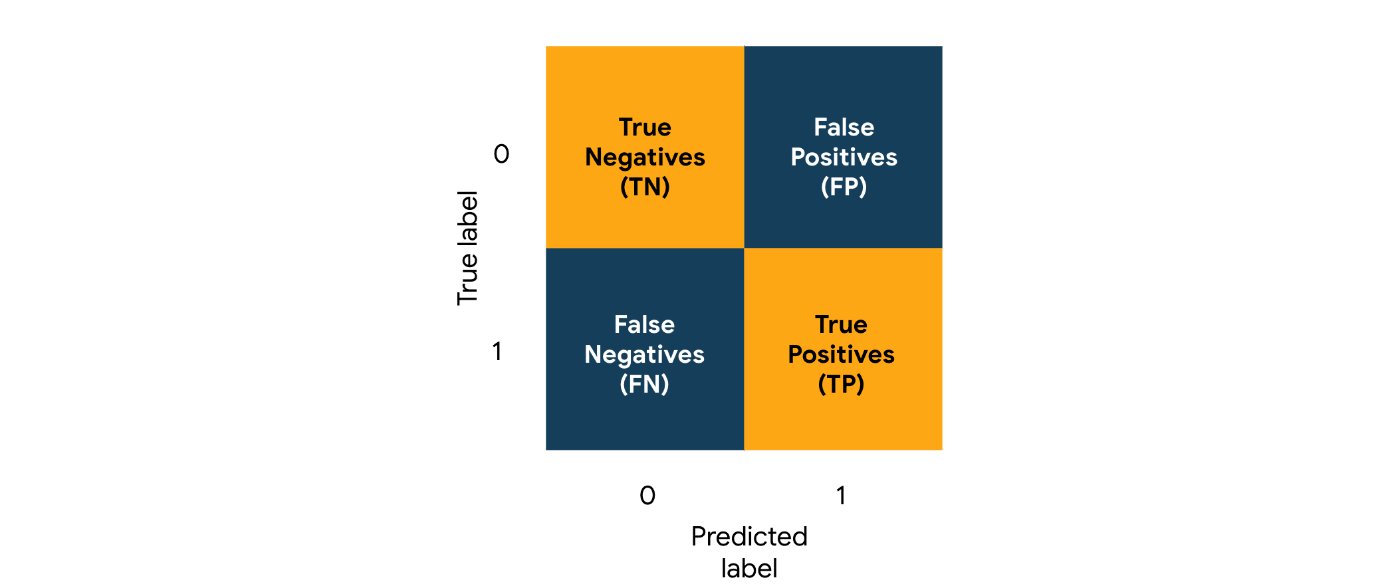 True
Negatives
(TN)
False
Positives
(FP)
0
True label
False
Negatives
(FN)
True
Positives
(TP)
1
0
1
Predicted
label